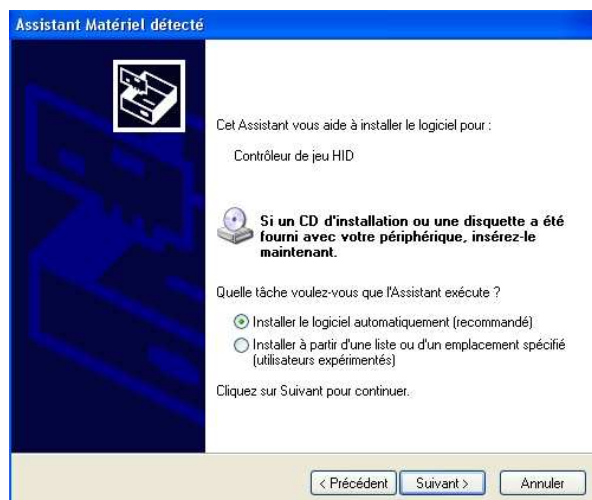 Assistant Matériel détecté
Cet Assistant vous aide à installer le logiciel pour :
Contrôleur de jeu HID
Si un CD d'installation ou une disquette a été
fourni avec votre périphérique, insérez-le
maintenant.
Quelle tâche voulez-vous que l'Assistant exécute ?
Installer le logiciel automatiquement (recommandé)
Installer à partir d'une liste ou d'un emplacement spécifié
(utilisateurs expérimentés)
Cliquez sur Suivant pour continuer.
< Précédent Suivant > Annuler